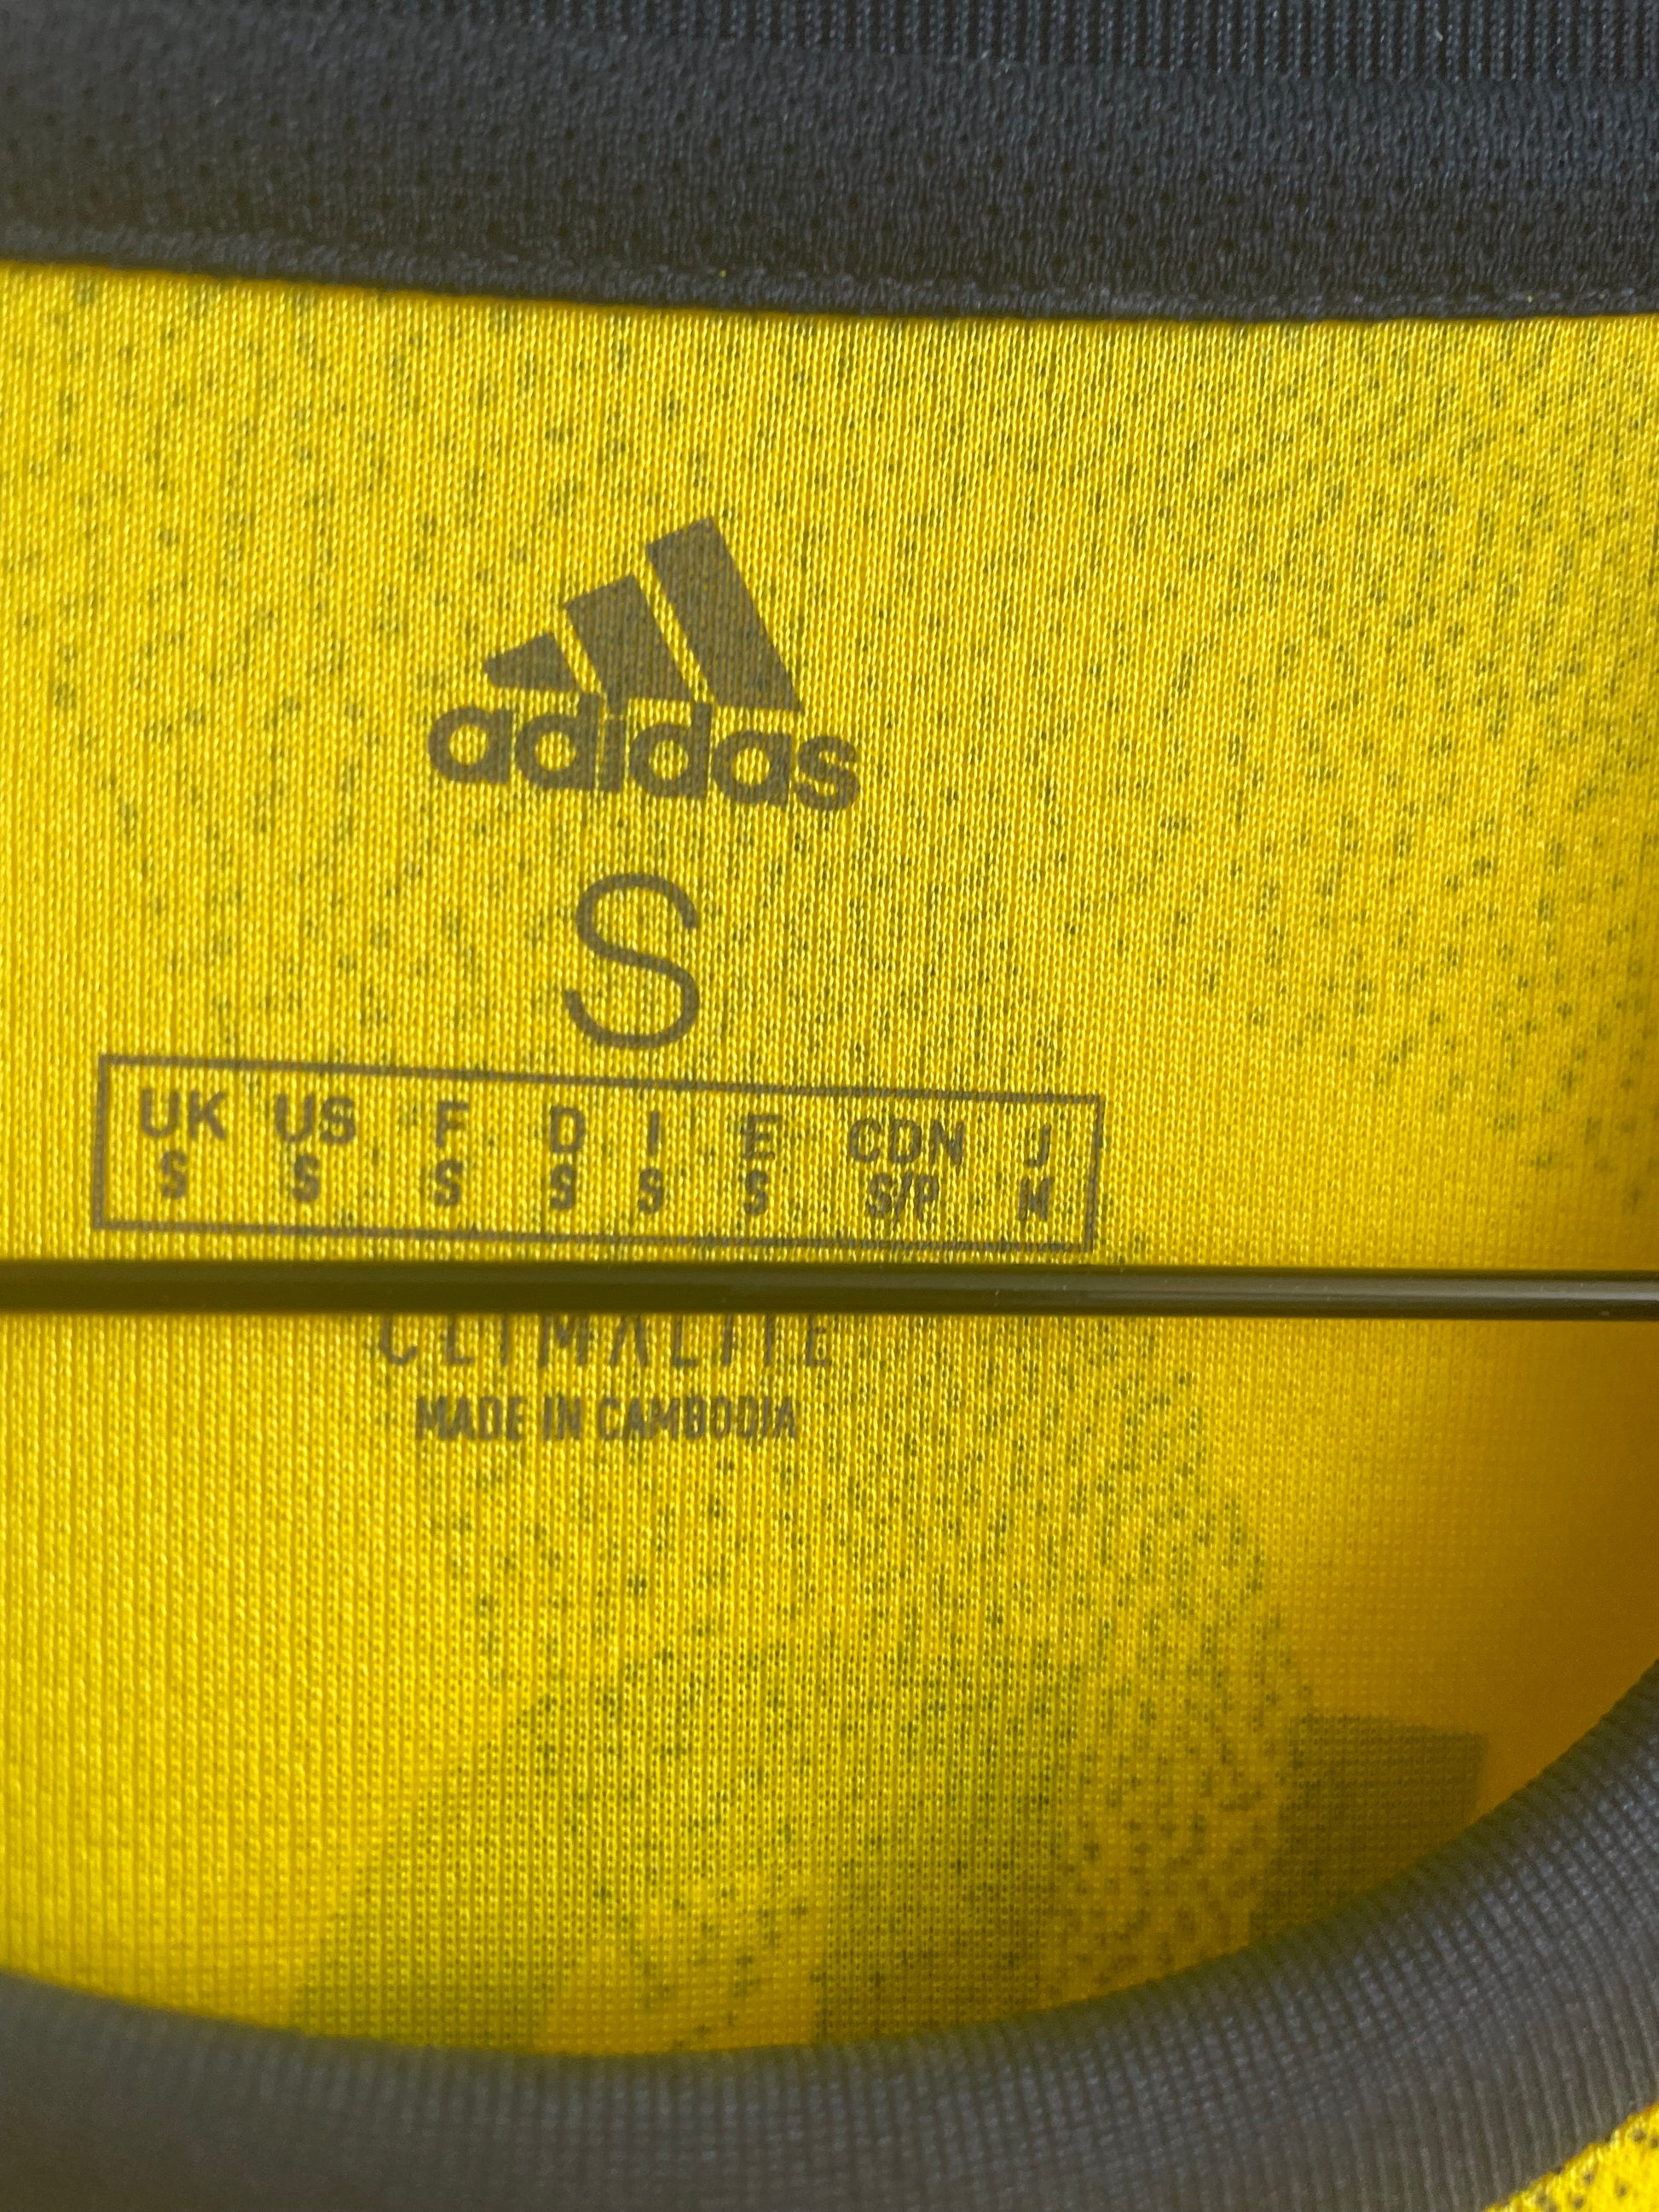 adidas
S
UK US F D I E CDN J
S S S S S S S/P M
CLIMALITE
MADE IN CAMBODIA